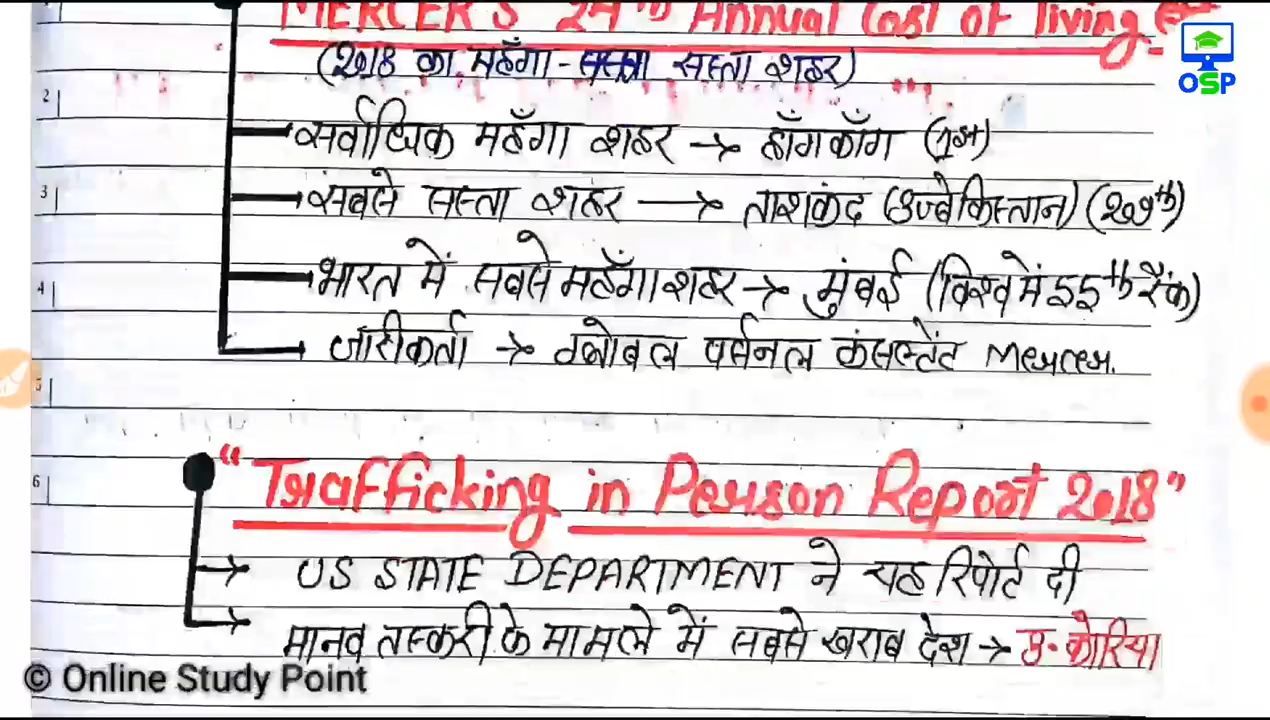 MERCER'S 24th Annual Cost of living
OSP
(2018 का महँगा - सस्ता सस्ता शहर)
सर्वाधिक महँगा शहर → हाँगकाँग (1st)
सबसे सस्ता शहर → ताशकंद (उज्बेकिस्तान) (209th)
भारत में सबसे महँगा शहर → मुंबई (विश्व में 55th रैंक)
जारीकर्ता → ग्लोबल पर्सनल कंसल्टेंट Mercer.
"Trafficking in Person Report 2018"
→ US STATE DEPARTMENT ने यह रिपोर्ट दी
→ मानव तस्करी के मामले में सबसे खराब देश → उ. कोरिया
© Online Study Point